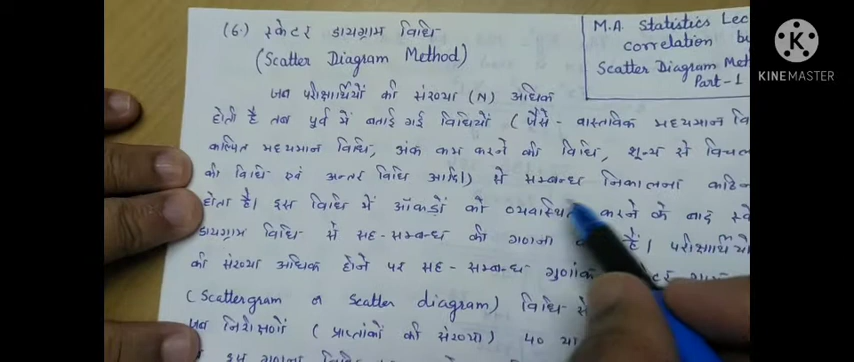 (6.) स्केटर डायग्राम विधि
(Scatter Diagram Method)
M.A. Statistics Lec
correlation by
Scatter Diagram Met
Part-1
KINEMASTER
जब परीक्षार्थियों की संख्या (N) अधिक
होती है तब पूर्व में बताई गई विधियों (जैसे - वास्तविक मध्यमान वि
कल्पित मध्यमान विधि, अंक कम करने की विधि, शून्य से विचल
की विधि एवं अन्तर विधि आदि) से सम्बन्ध निकालना कठिन
होता है। इस विधि में आँकड़ों को व्यवस्थित करने के बाद
डायग्राम विधि से सह-सम्बन्ध की गणना है। परीक्षार्थियों
की संख्या अधिक होने पर सह-सम्बन्ध गुणांक
(Scattergram or Scatter diagram) विधि से
जब निरीक्षणों (प्राप्तांकों की संख्या) 40 या